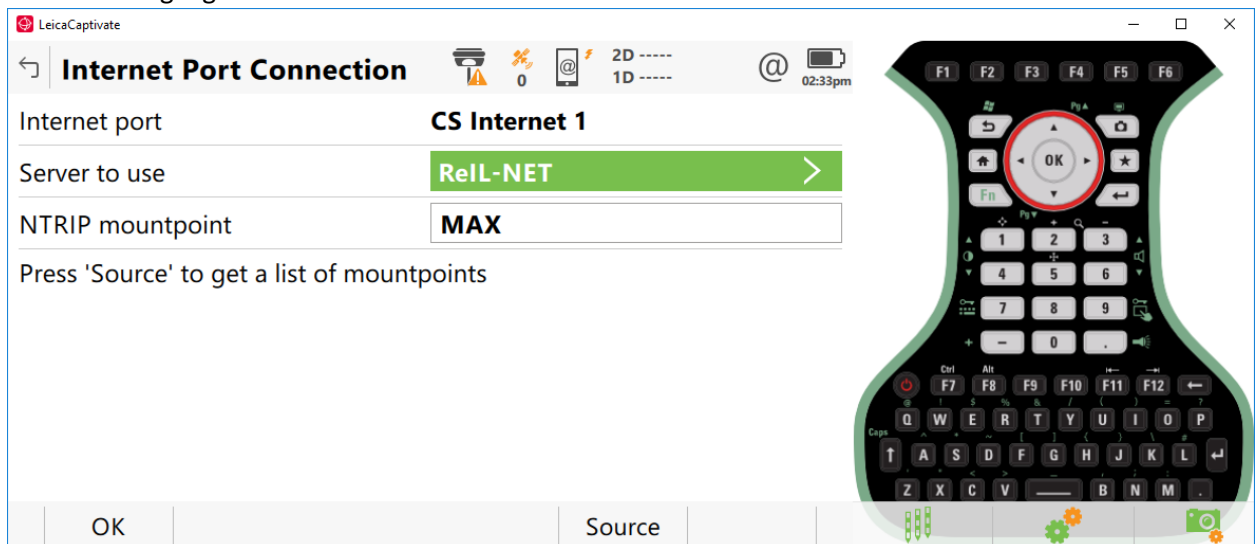 LeicaCaptivate
Internet Port Connection
0
@
2D -----
1D -----
@
02:33pm
Internet port CS Internet 1
Server to use ReIL-NET
NTRIP mountpoint MAX
Press 'Source' to get a list of mountpoints
OK Source
F1 F2 F3 F4 F5 F6
Pg
OK
Fn
Pg
+ -
1 2 3
4 5 6
7 8 9
+ - 0 .
Ctrl Alt
F7 F8 F9 F10 F11 F12
@ ! $ % & / ( ) = ?
Q W E R T Y U I O P
Caps
A S D F G H J K L
Z X C V B N M .